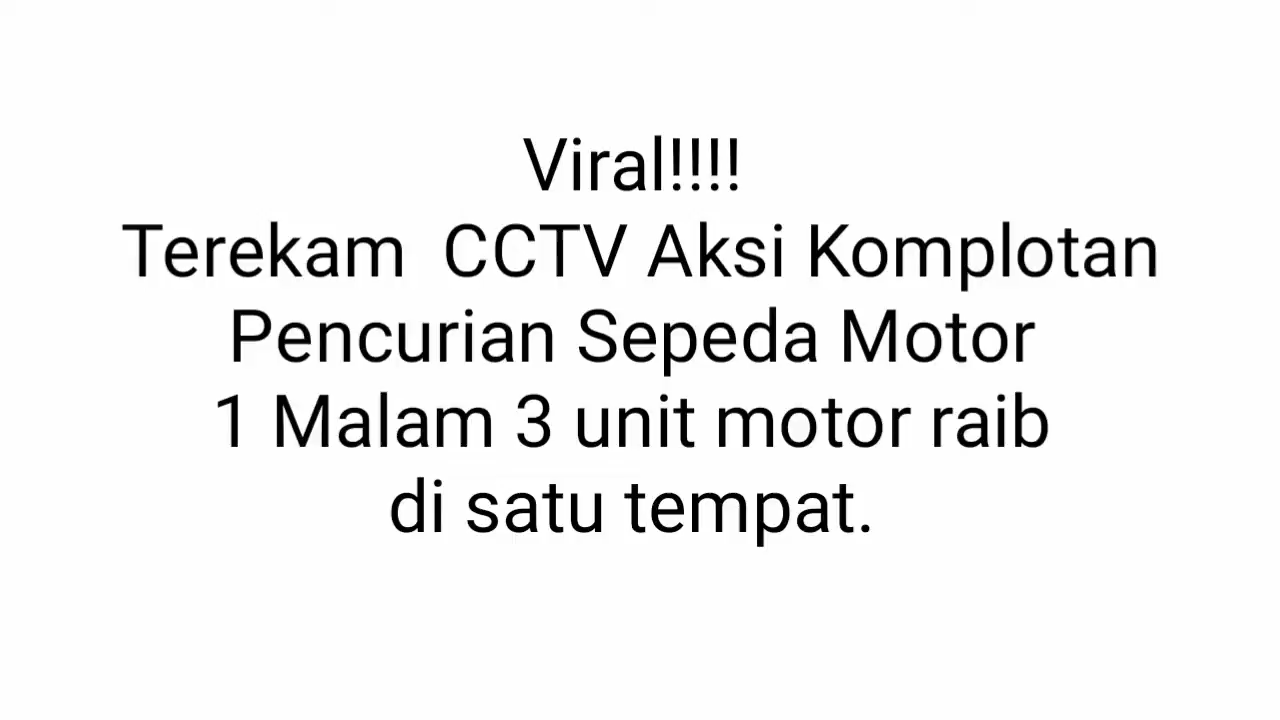 Viral!!!!
Terekam  CCTV Aksi Komplotan
Pencurian Sepeda Motor
1 Malam 3 unit motor raib
di satu tempat.